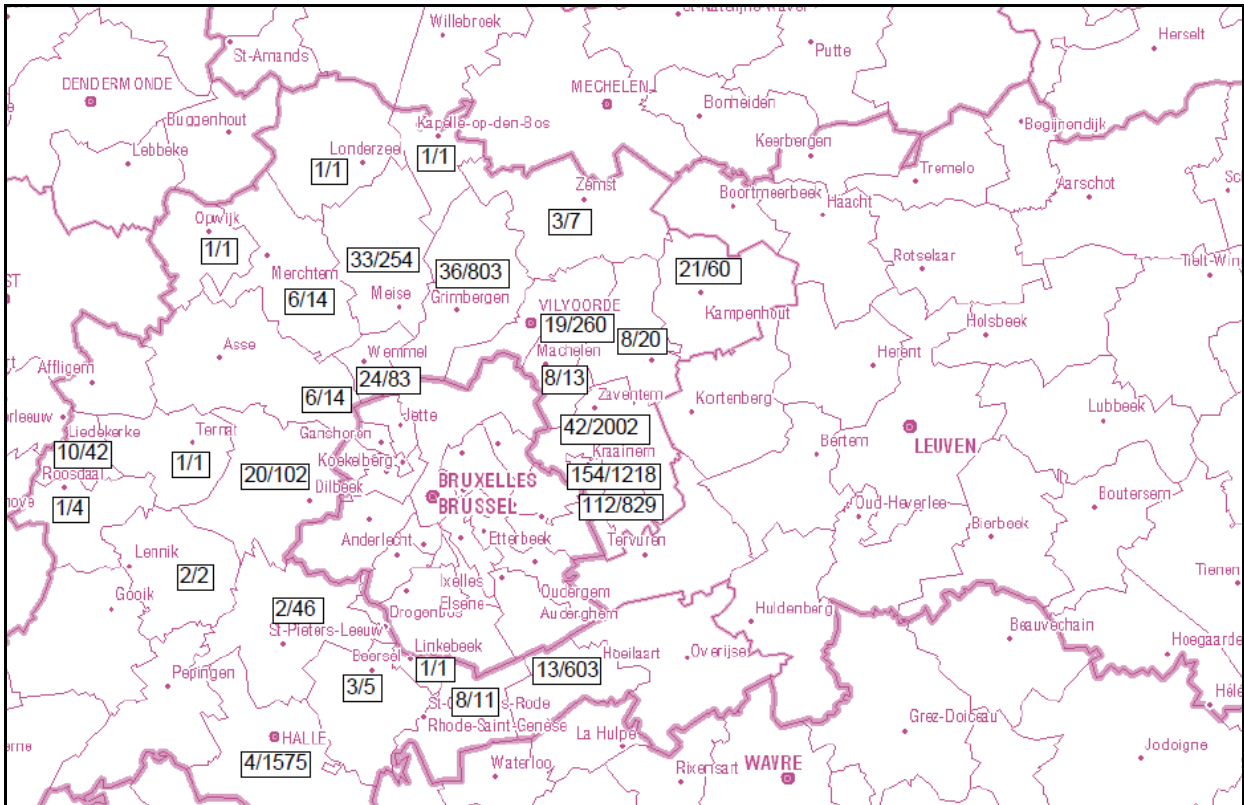 Willebroek
St-Katelijne-Waver
Herselt
Putte
St-Amands
DENDERMONDE
MECHELEN
Bonheiden
Buggenhout
Kapelle-op-den-Bos
Begijnendijk
Keerbergen
Lebbeke
Londerzeel
1/1
1/1
Tremelo
Aarschot
Zemst
Boortmeerbeek
Haacht
3/7
Opwijk
1/1
Rotselaar
33/254
36/803
21/60
Merchtem
6/14
Meise
Grimbergen
Kampenhout
VILVOORDE
19/260
8/20
Holsbeek
Asse
Wemmel
Machelen
Herent
Affligem
24/83
8/13
6/14
Zaventem
Kortenberg
Lubbeek
Jette
42/2002
Liedekerke
Ternat
Ganshoren
Bertem
LEUVEN
10/42
1/1
20/102
Koekelberg
Kraainem
Roosdaal
154/1218
Dilbeek
BRUXELLES
BRUSSEL
1/4
112/829
Boutersem
Oud-Heverlee
Bierbeek
Anderlecht
Etterbeek
Tervuren
Lennik
2/2
Ixelles
Elsene
Oudergem
Auderghem
Tienen
Gooik
2/46
Drogenbos
Huldenberg
St-Pieters-Leeuw
Beauvechain
Linkebeek
Hoegaarde
Beersel
1/1
13/603
Hoeilaart
Overijse
Pepingen
3/5
8/11
Rhode-Saint-Genèse
Grez-Doiceau
HALLE
La Hulpe
Jodoigne
4/1575
Waterloo
Rixensart
WAVRE